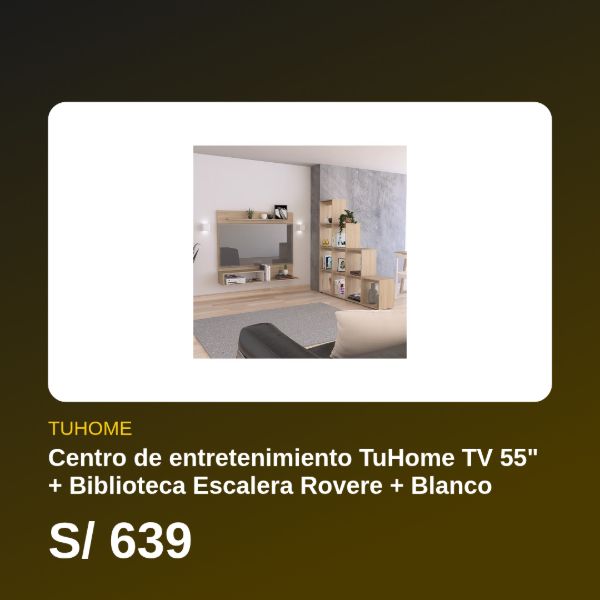 TUHOME
Centro de entretenimiento TuHome TV 55"
+ Biblioteca Escalera Rovere + Blanco
S/ 639